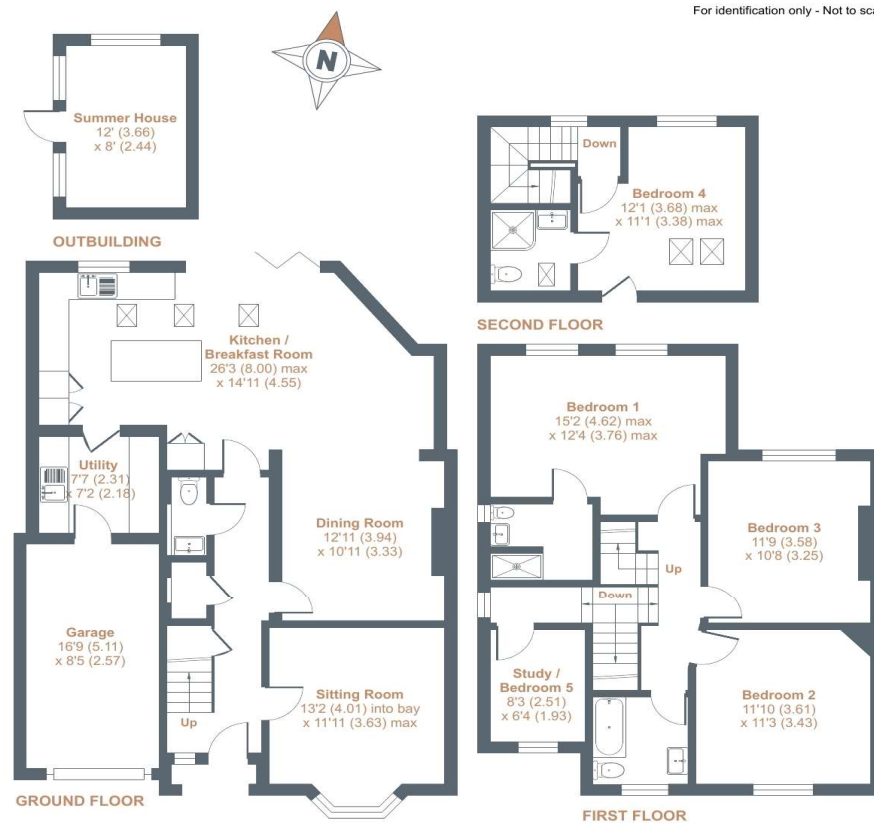 For identification only - Not to sca
N
Summer House
12' (3.66)
x 8' (2.44)
OUTBUILDING
Down
Bedroom 4
12'1 (3.68) max
x 11'1 (3.38) max
SECOND FLOOR
Kitchen /
Breakfast Room
26'3 (8.00) max
x 14'11 (4.55)
Utility
7'7 (2.31)
x 7'2 (2.18)
Dining Room
12'11 (3.94)
x 10'11 (3.33)
Garage
16'9 (5.11)
x 8'5 (2.57)
Up
Sitting Room
13'2 (4.01) into bay
x 11'11 (3.63) max
GROUND FLOOR
Bedroom 1
15'2 (4.62) max
x 12'4 (3.76) max
Bedroom 3
11'9 (3.58)
x 10'8 (3.25)
Up
Down
Study /
Bedroom 5
8'3 (2.51)
x 6'4 (1.93)
Bedroom 2
11'10 (3.61)
x 11'3 (3.43)
FIRST FLOOR